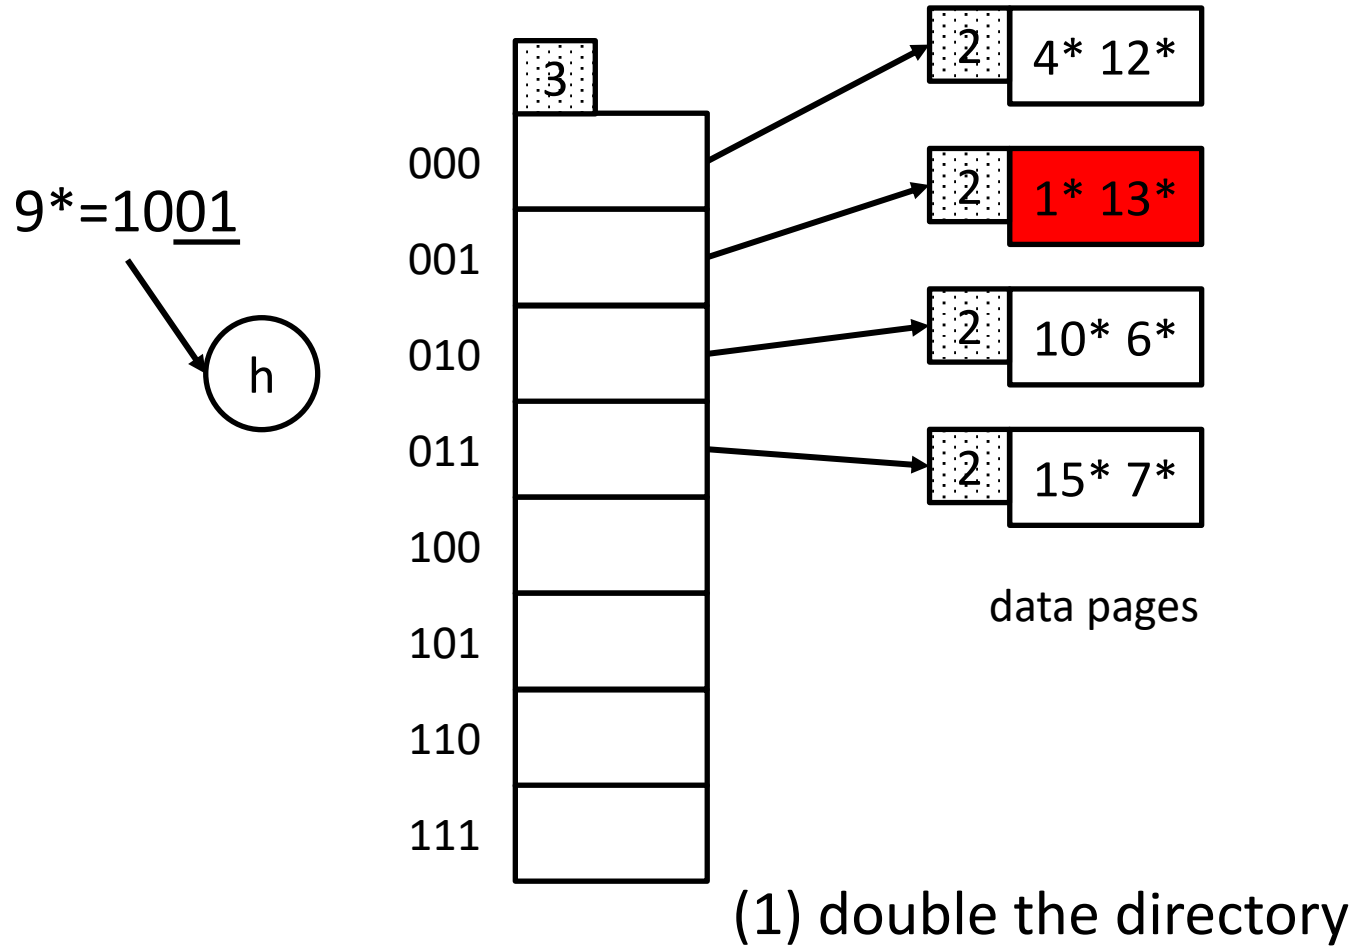 3
9*=1001
h
000
001
010
011
100
101
110
111
2 4* 12*
2 1* 13*
2 10* 6*
2 15* 7*
data pages
(1) double the directory